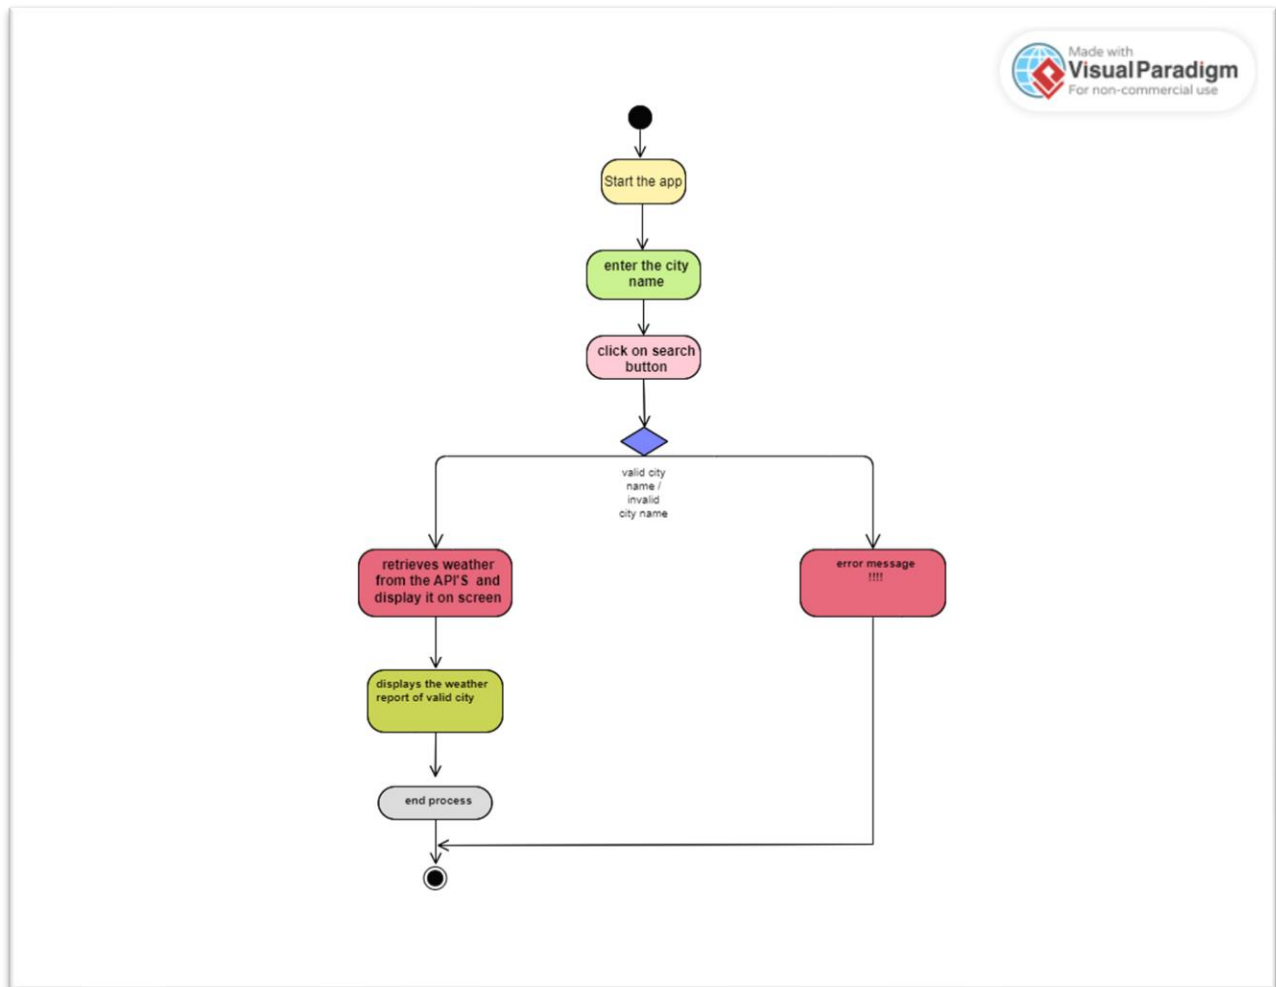 Made with
Visual Paradigm
For non-commercial use
Start the app
enter the city
name
click on search
button
valid city
name /
invalid
city name
retrieves weather
from the API'S and
display it on screen
error message
!!!!
displays the weather
report of valid city
end process